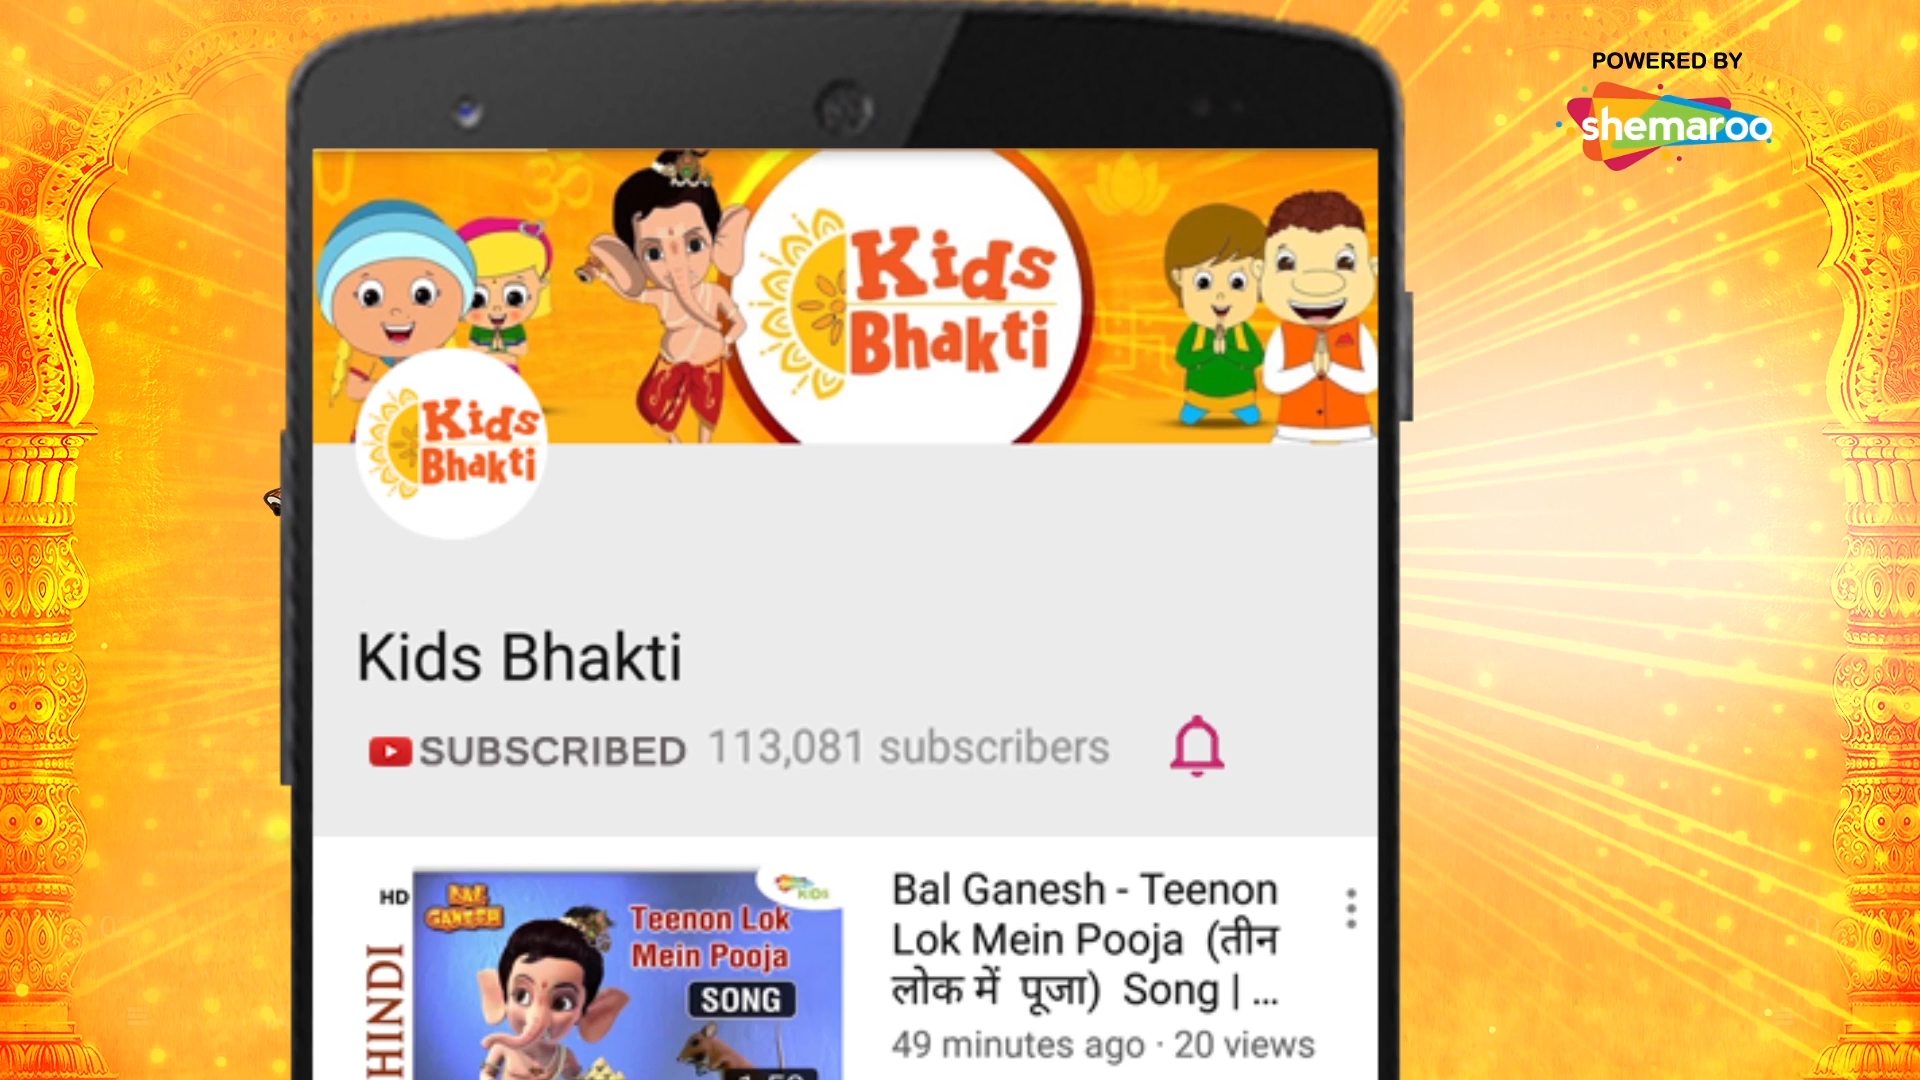 POWERED BY
shemaroo
Kids
Bhakti
Kids
Bhakti
Kids Bhakti
SUBSCRIBED 113,081 subscribers
HD
HINDI
BAL
GANESH
KIDS
Teenon Lok
Mein Pooja
SONG
Bal Ganesh - Teenon
Lok Mein Pooja (तीन
लोक में पूजा) Song | ...
49 minutes ago · 20 views